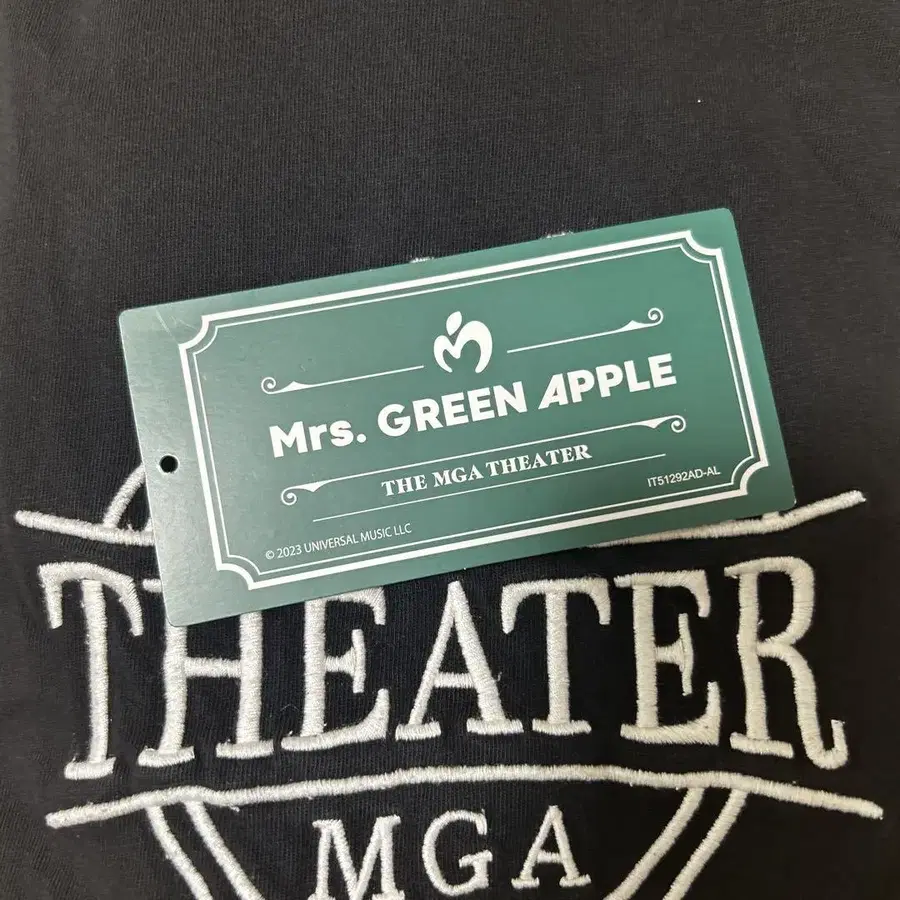 Mrs. GREEN APPLE
THE MGA THEATER
IT51292AD-AL
© 2023 UNIVERSAL MUSIC LLC
THEATER
MGA